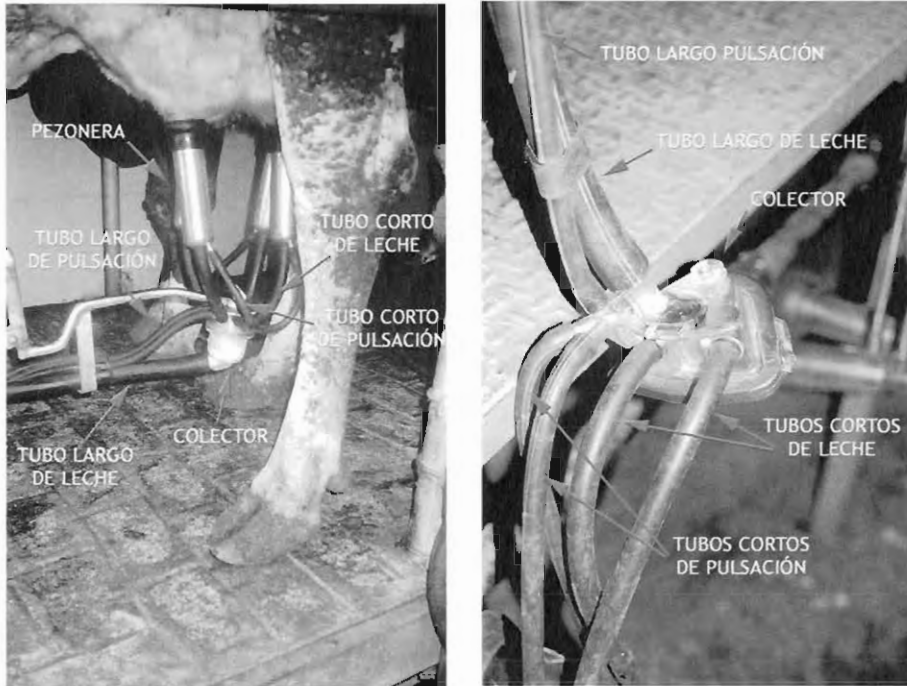 PEZONERA
TUBO LARGO
DE PULSACIÓN
TUBO CORTO
DE LECHE
TUBO CORTO
DE PULSACIÓN
COLECTOR
TUBO LARGO
DE LECHE
TUBO LARGO PULSACIÓN
TUBO LARGO DE LECHE
COLECTOR
TUBOS CORTOS
DE LECHE
TUBOS CORTOS
DE PULSACIÓN